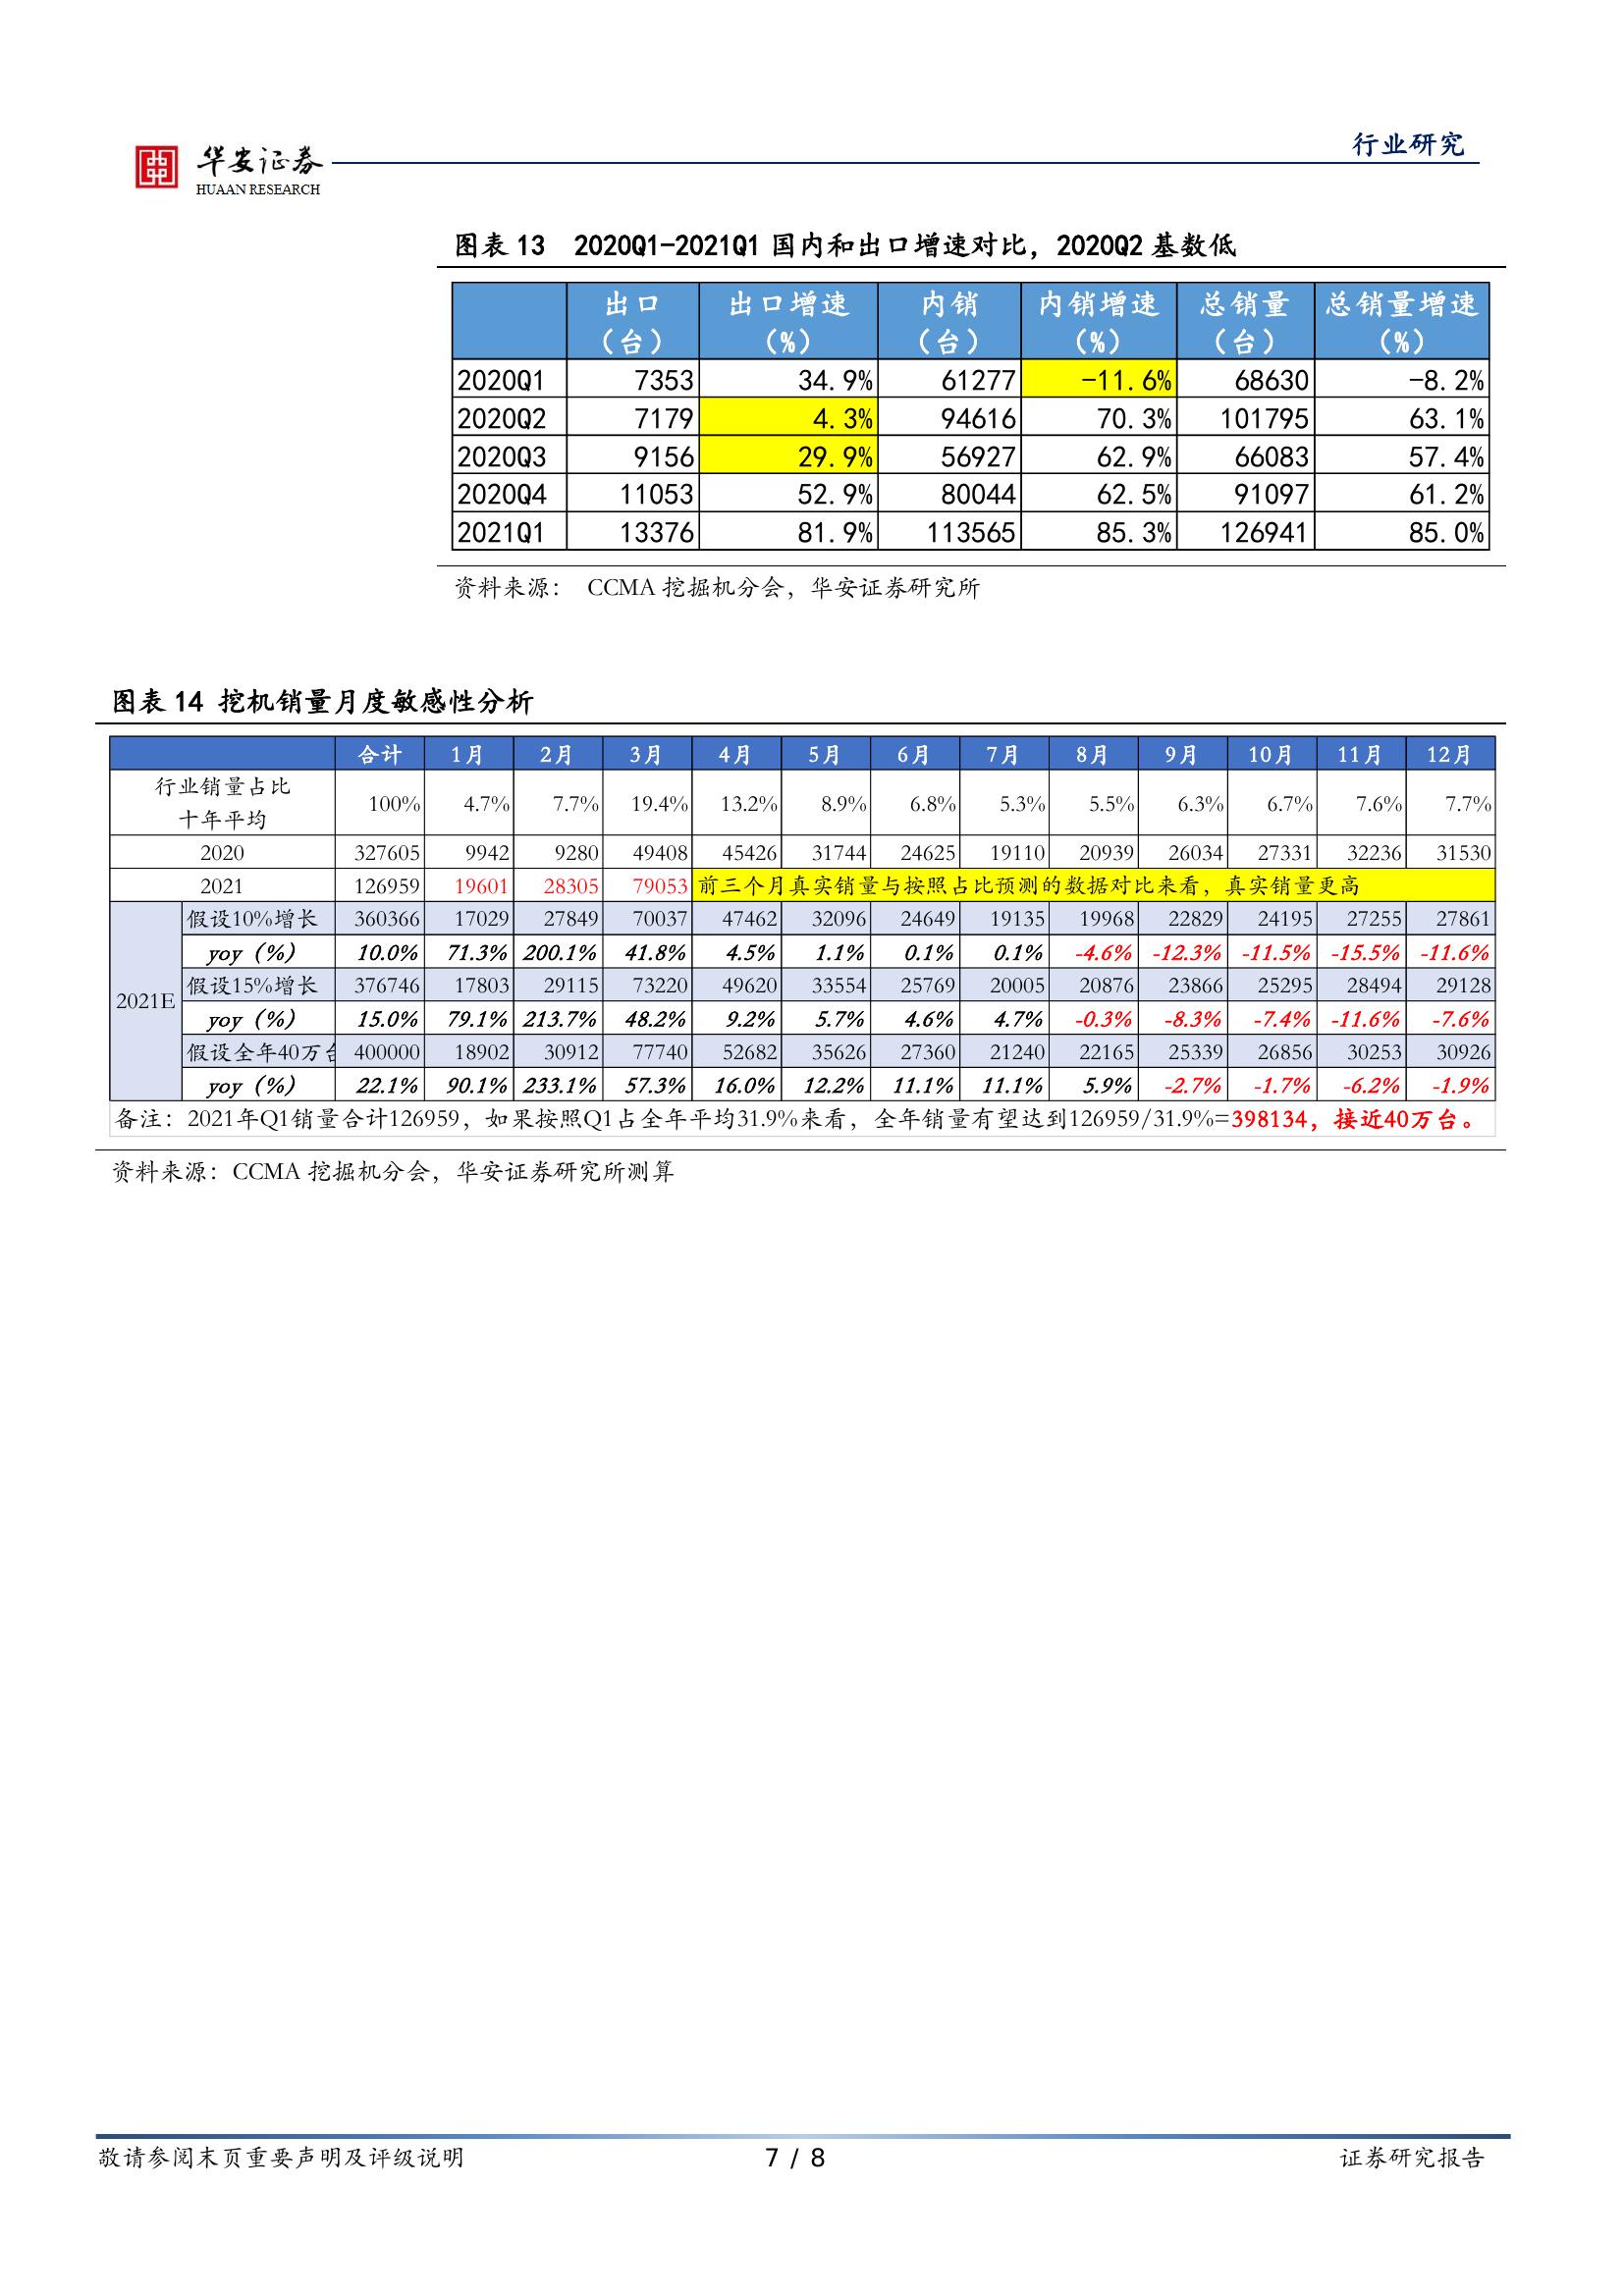 华安证券
HUAAN RESEARCH
行业研究
图表 13 2020Q1-2021Q1 国内和出口增速对比，2020Q2 基数低
出口（台） 出口增速（%） 内销（台） 内销增速（%） 总销量（台） 总销量增速（%）
2020Q1 7353 34.9% 61277 -11.6% 68630 -8.2%
2020Q2 7179 4.3% 94616 70.3% 101795 63.1%
2020Q3 9156 29.9% 56927 62.9% 66083 57.4%
2020Q4 11053 52.9% 80044 62.5% 91097 61.2%
2021Q1 13376 81.9% 113565 85.3% 126941 85.0%
资料来源： CCMA 挖掘机分会，华安证券研究所
图表 14 挖机销量月度敏感性分析
合计 1月 2月 3月 4月 5月 6月 7月 8月 9月 10月 11月 12月
行业销量占比十年平均 100% 4.7% 7.7% 19.4% 13.2% 8.9% 6.8% 5.3% 5.5% 6.3% 6.7% 7.6% 7.7%
2020 327605 9942 9280 49408 45426 31744 24625 19110 20939 26034 27331 32236 31530
2021 126959 19601 28305 79053 前三个月真实销量与按照占比预测的数据对比来看，真实销量更高
2021E
假设10%增长 360366 17029 27849 70037 47462 32096 24649 19135 19968 22829 24195 27255 27861
yoy（%） 10.0% 71.3% 200.1% 41.8% 4.5% 1.1% 0.1% 0.1% -4.6% -12.3% -11.5% -15.5% -11.6%
假设15%增长 376746 17803 29115 73220 49620 33554 25769 20005 20876 23866 25295 28494 29128
yoy（%） 15.0% 79.1% 213.7% 48.2% 9.2% 5.7% 4.6% 4.7% -0.3% -8.3% -7.4% -11.6% -7.6%
假设全年40万台 400000 18902 30912 77740 52682 35626 27360 21240 22165 25339 26856 30253 30926
yoy（%） 22.1% 90.1% 233.1% 57.3% 16.0% 12.2% 11.1% 11.1% 5.9% -2.7% -1.7% -6.2% -1.9%
备注：2021年Q1销量合计126959，如果按照Q1占全年平均31.9%来看，全年销量有望达到126959/31.9%=398134，接近40万台。
资料来源：CCMA 挖掘机分会，华安证券研究所测算
敬请参阅末页重要声明及评级说明 7 / 8 证券研究报告